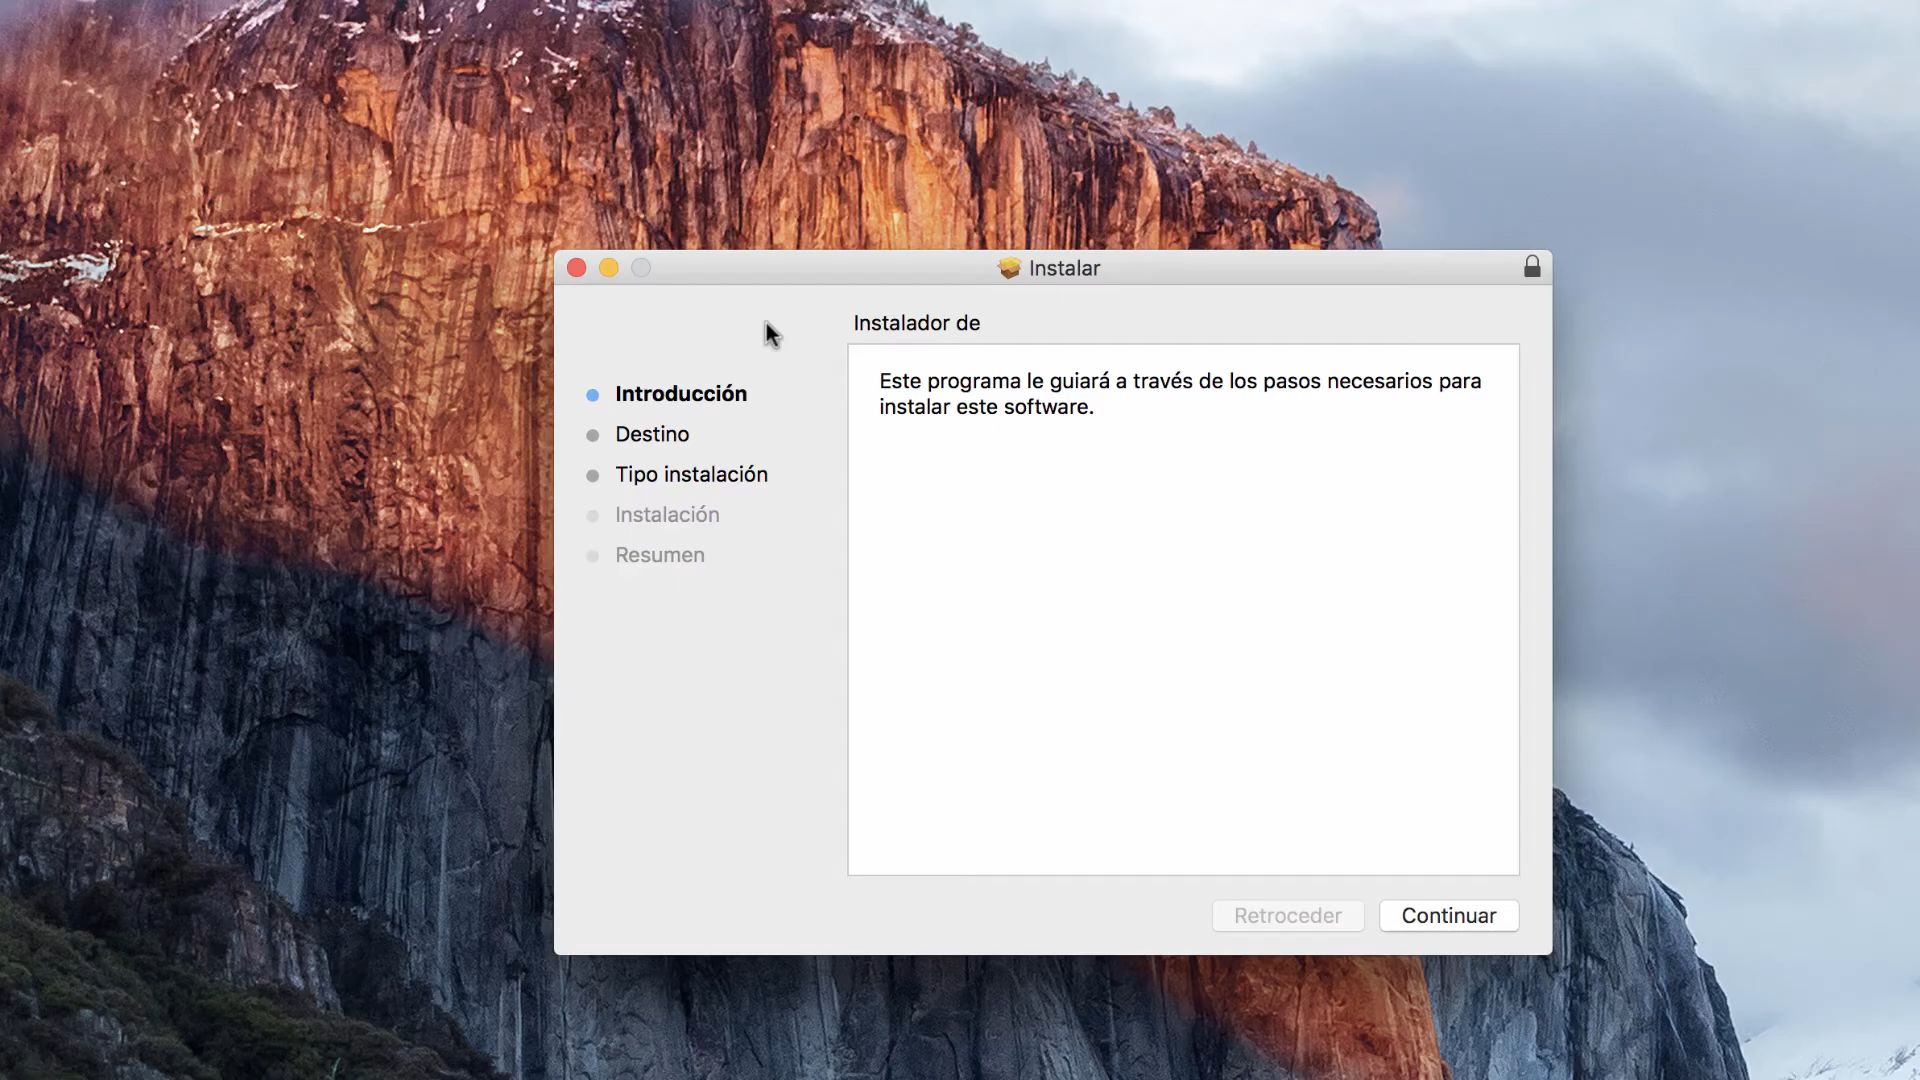 Instalar
Instalador de
Introducción
Destino
Tipo instalación
Instalación
Resumen
Este programa le guiará a través de los pasos necesarios para
instalar este software.
Retroceder
Continuar